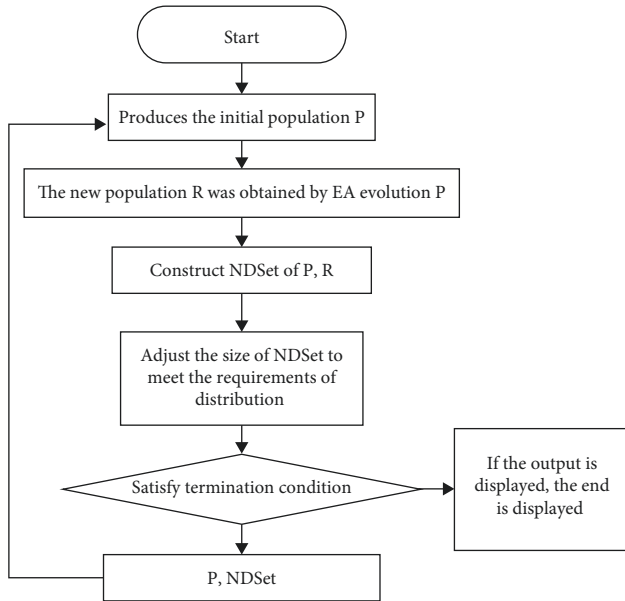 Start
Produces the initial population P
The new population R was obtained by EA evolution P
Construct NDSet of P, R
Adjust the size of NDSet to
meet the requirements of
distribution
Satisfy termination condition
If the output is
displayed, the end
is displayed
P, NDSet